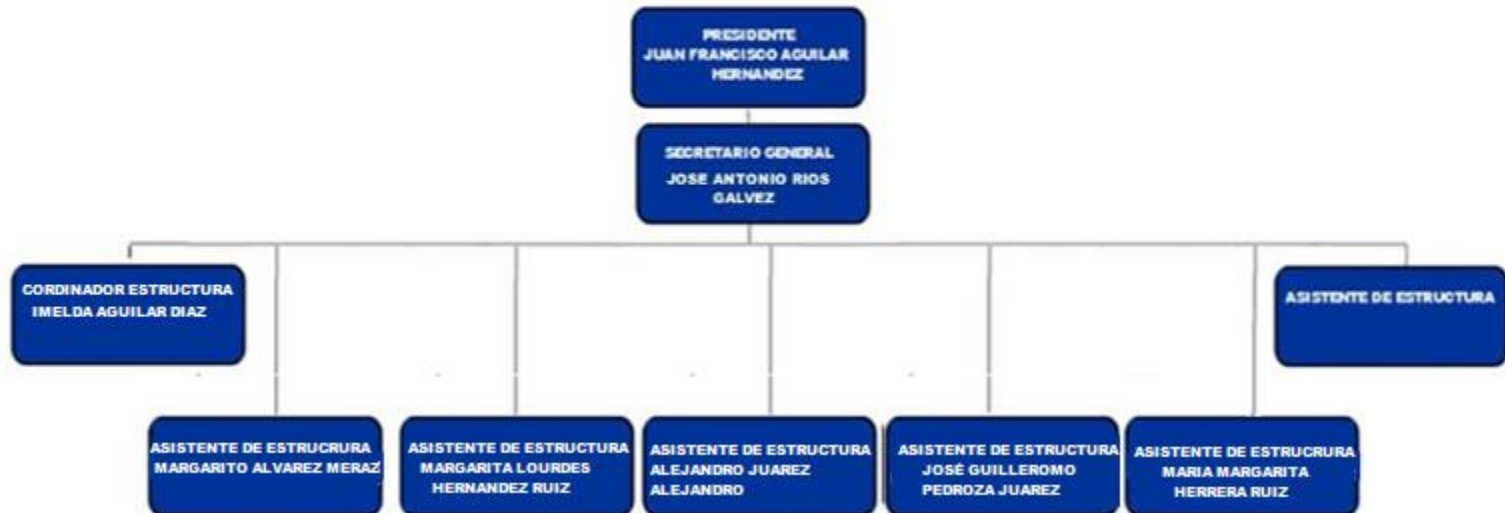 PRESIDENTE
JUAN FRANCISCO AGUILAR
HERNANDEZ
SECRETARIO GENERAL
JOSE ANTONIO RIOS
GALVEZ
CORDINADOR ESTRUCTURA
IMELDA AGUILAR DIAZ
ASISTENTE DE ESTRUCTURA
ASISTENTE DE ESTRUCRURA
MARGARITO ALVAREZ MERAZ
ASISTENTE DE ESTRUCTURA
MARGARITA LOURDES
HERNANDEZ RUIZ
ASISTENTE DE ESTRUCTURA
ALEJANDRO JUAREZ
ALEJANDRO
ASISTENTE DE ESTRUCTURA
JOSÉ GUILLEROMO
PEDROZA JUAREZ
ASISTENTE DE ESTRUCRURA
MARIA MARGARITA
HERRERA RUIZ